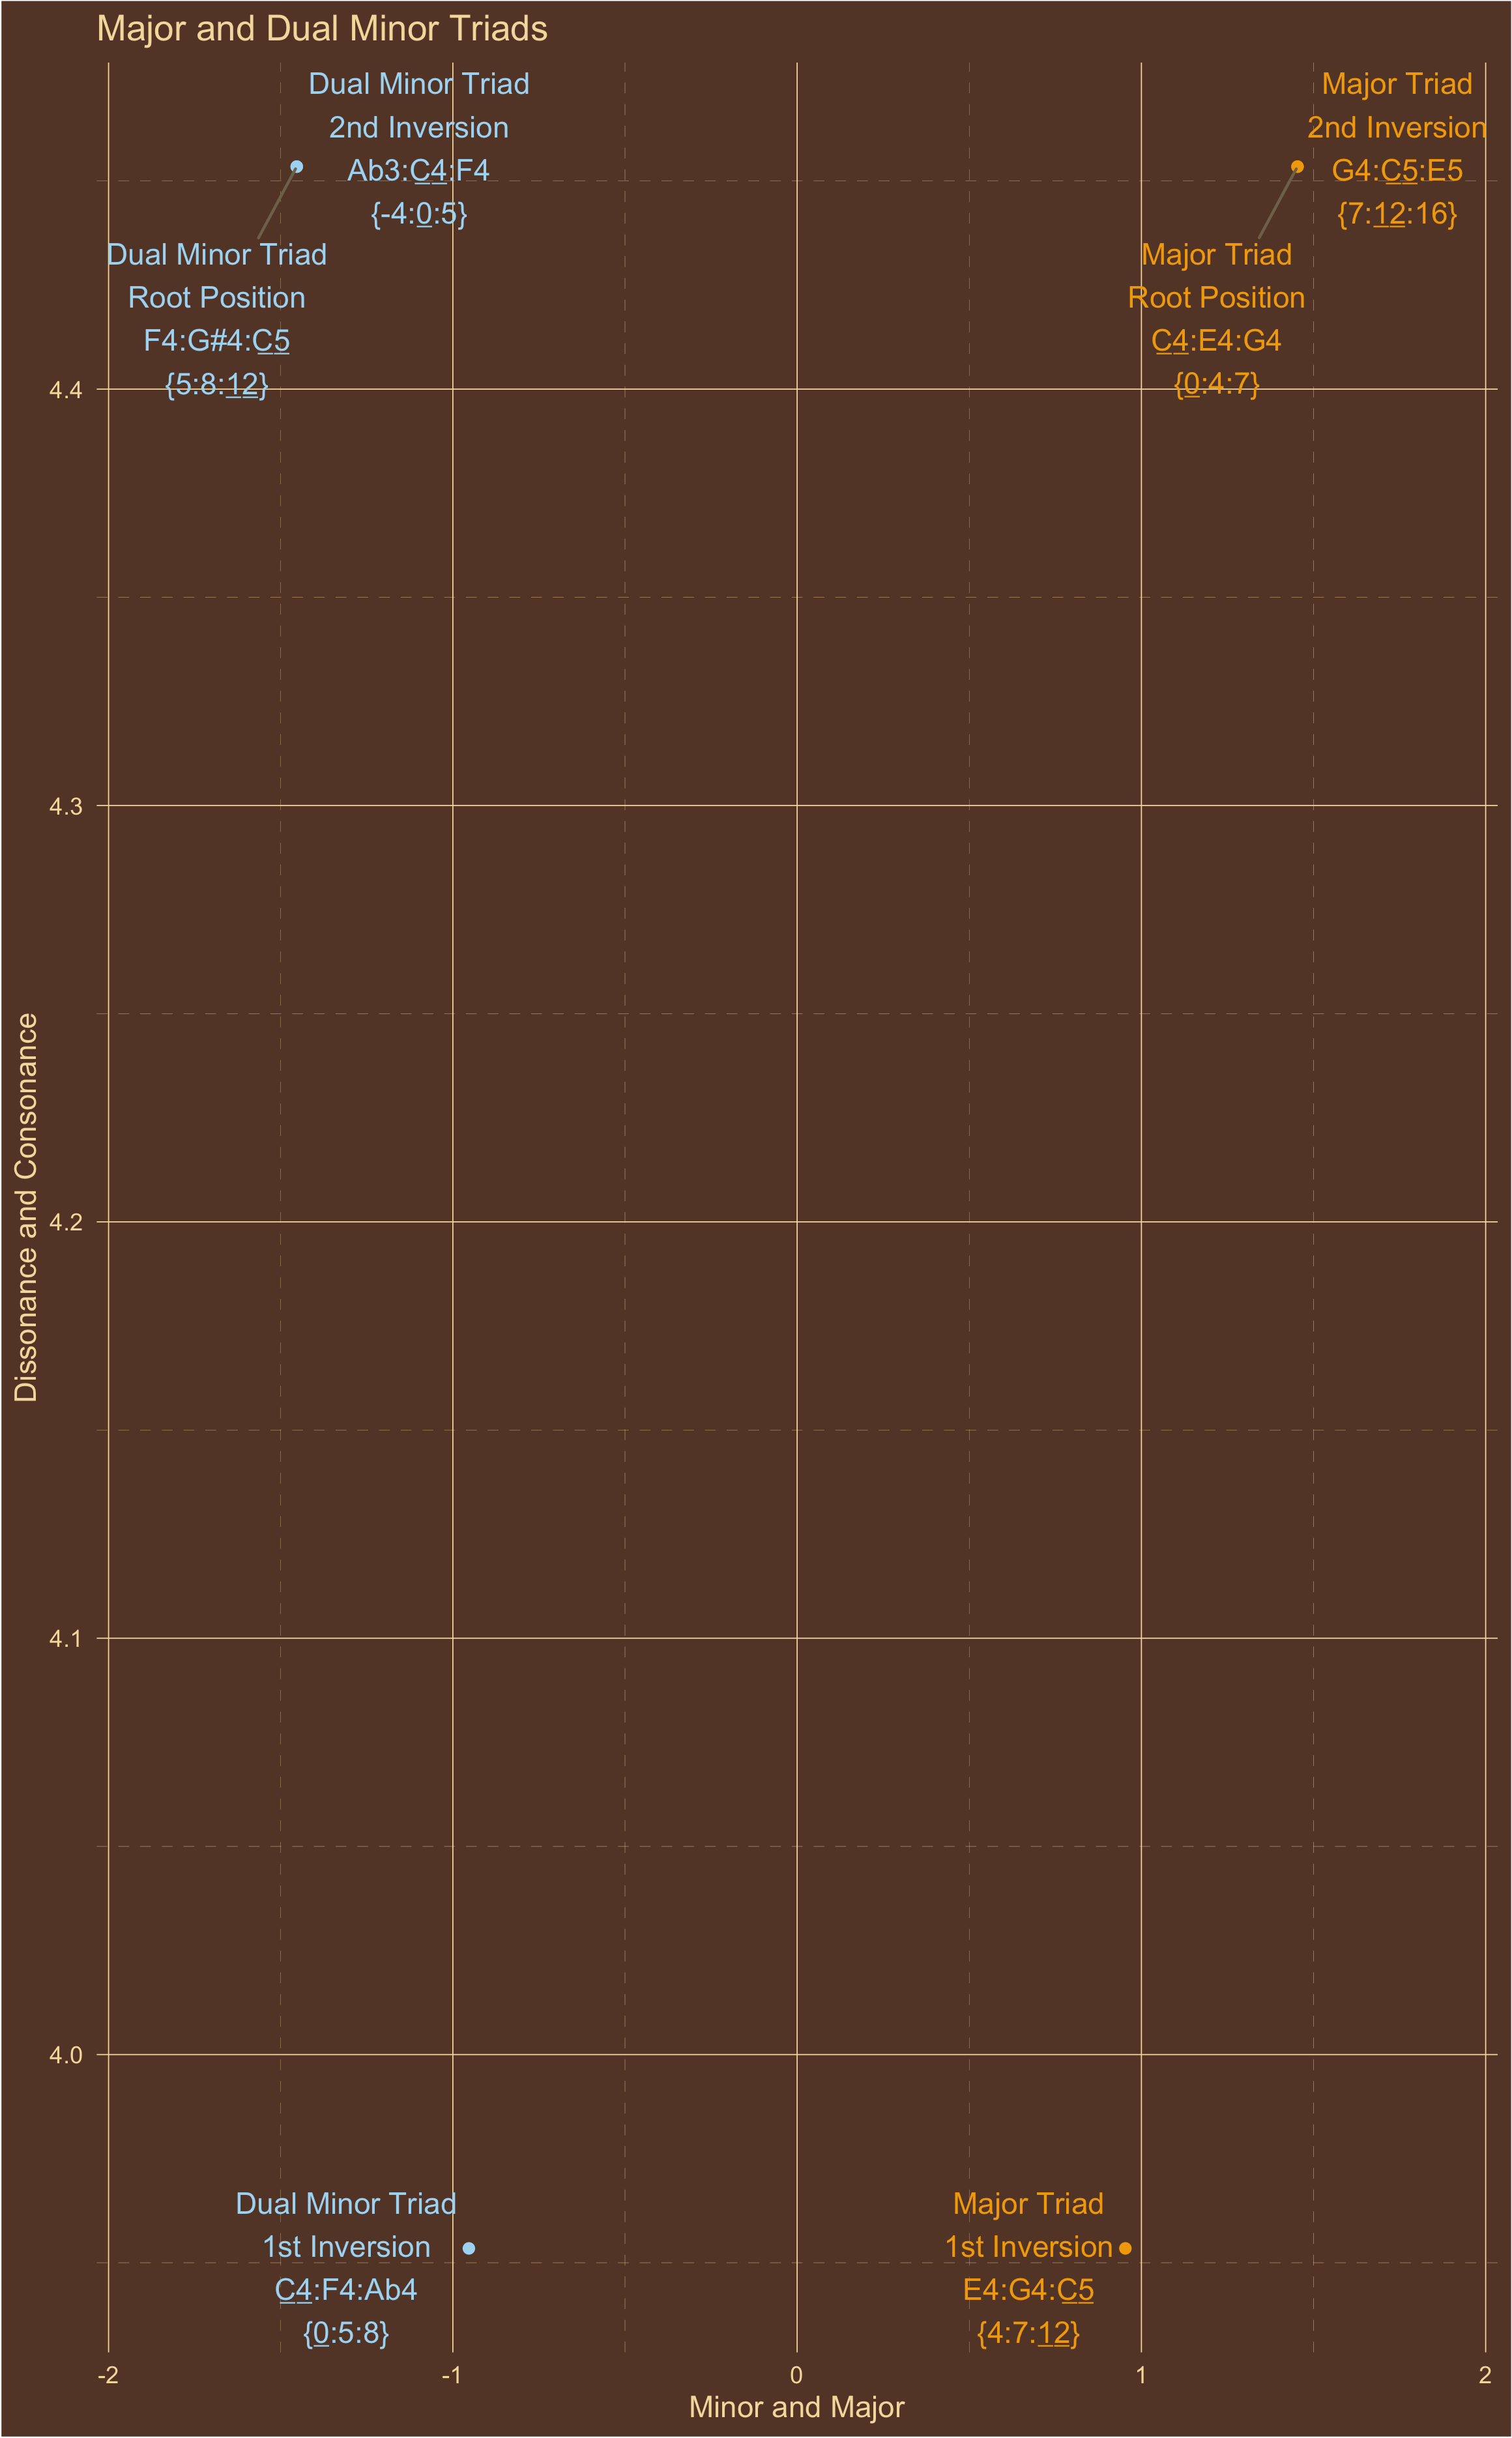 Major and Dual Minor Triads
Dual Minor Triad
2nd Inversion
Ab3:C4:F4
{-4:0:5}
Major Triad
2nd Inversion
G4:C5:E5
{7:12:16}
Dual Minor Triad
Root Position
F4:G#4:C5
{5:8:12}
Major Triad
Root Position
C4:E4:G4
{0:4:7}
4.4
4.3
4.2
4.1
4.0
Dissonance and Consonance
Dual Minor Triad
1st Inversion
C4:F4:Ab4
{0:5:8}
Major Triad
1st Inversion
E4:G4:C5
{4:7:12}
-2 -1 0 1 2
Minor and Major